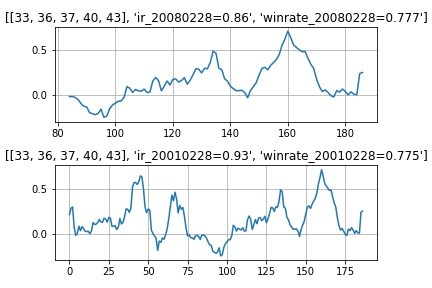 [[33, 36, 37, 40, 43], 'ir_20080228=0.86', 'winrate_20080228=0.777']
0.5
0.0
80 100 120 140 160 180
[[33, 36, 37, 40, 43], 'ir_20010228=0.93', 'winrate_20010228=0.775']
0.5
0.0
0 25 50 75 100 125 150 175